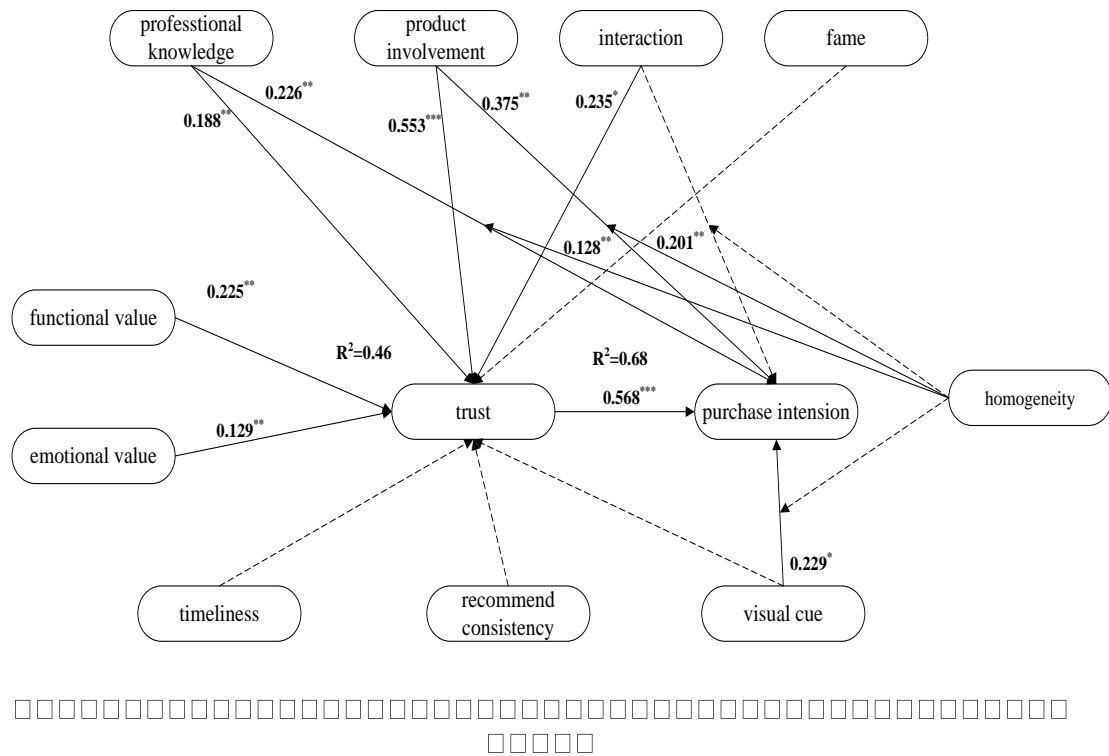 professtional
knowledge
product
involvement
interaction
fame
0.226**
0.188**
0.375**
0.553***
0.235*
0.128**
0.201**
0.225**
functional value
R²=0.46
R²=0.68
trust
0.568***
purchase intension
homogeneity
emotional value
0.129**
0.229*
timeliness
recommend
consistency
visual cue